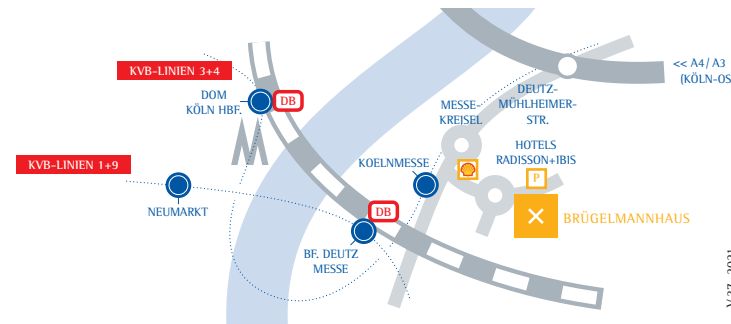 KVB-LINIEN 3+4
DOM
KÖLN HBF.
DB
<< A4/A3
(KÖLN-OS
DEUTZ-
MÜHLHEIMER-
STR.
MESSE-
KREISEL
HOTELS
RADISSON+IBIS
P
KOELNMESSE
KVB-LINIEN 1+9
NEUMARKT
DB
BRÜGELMANNHAUS
BF. DEUTZ
MESSE